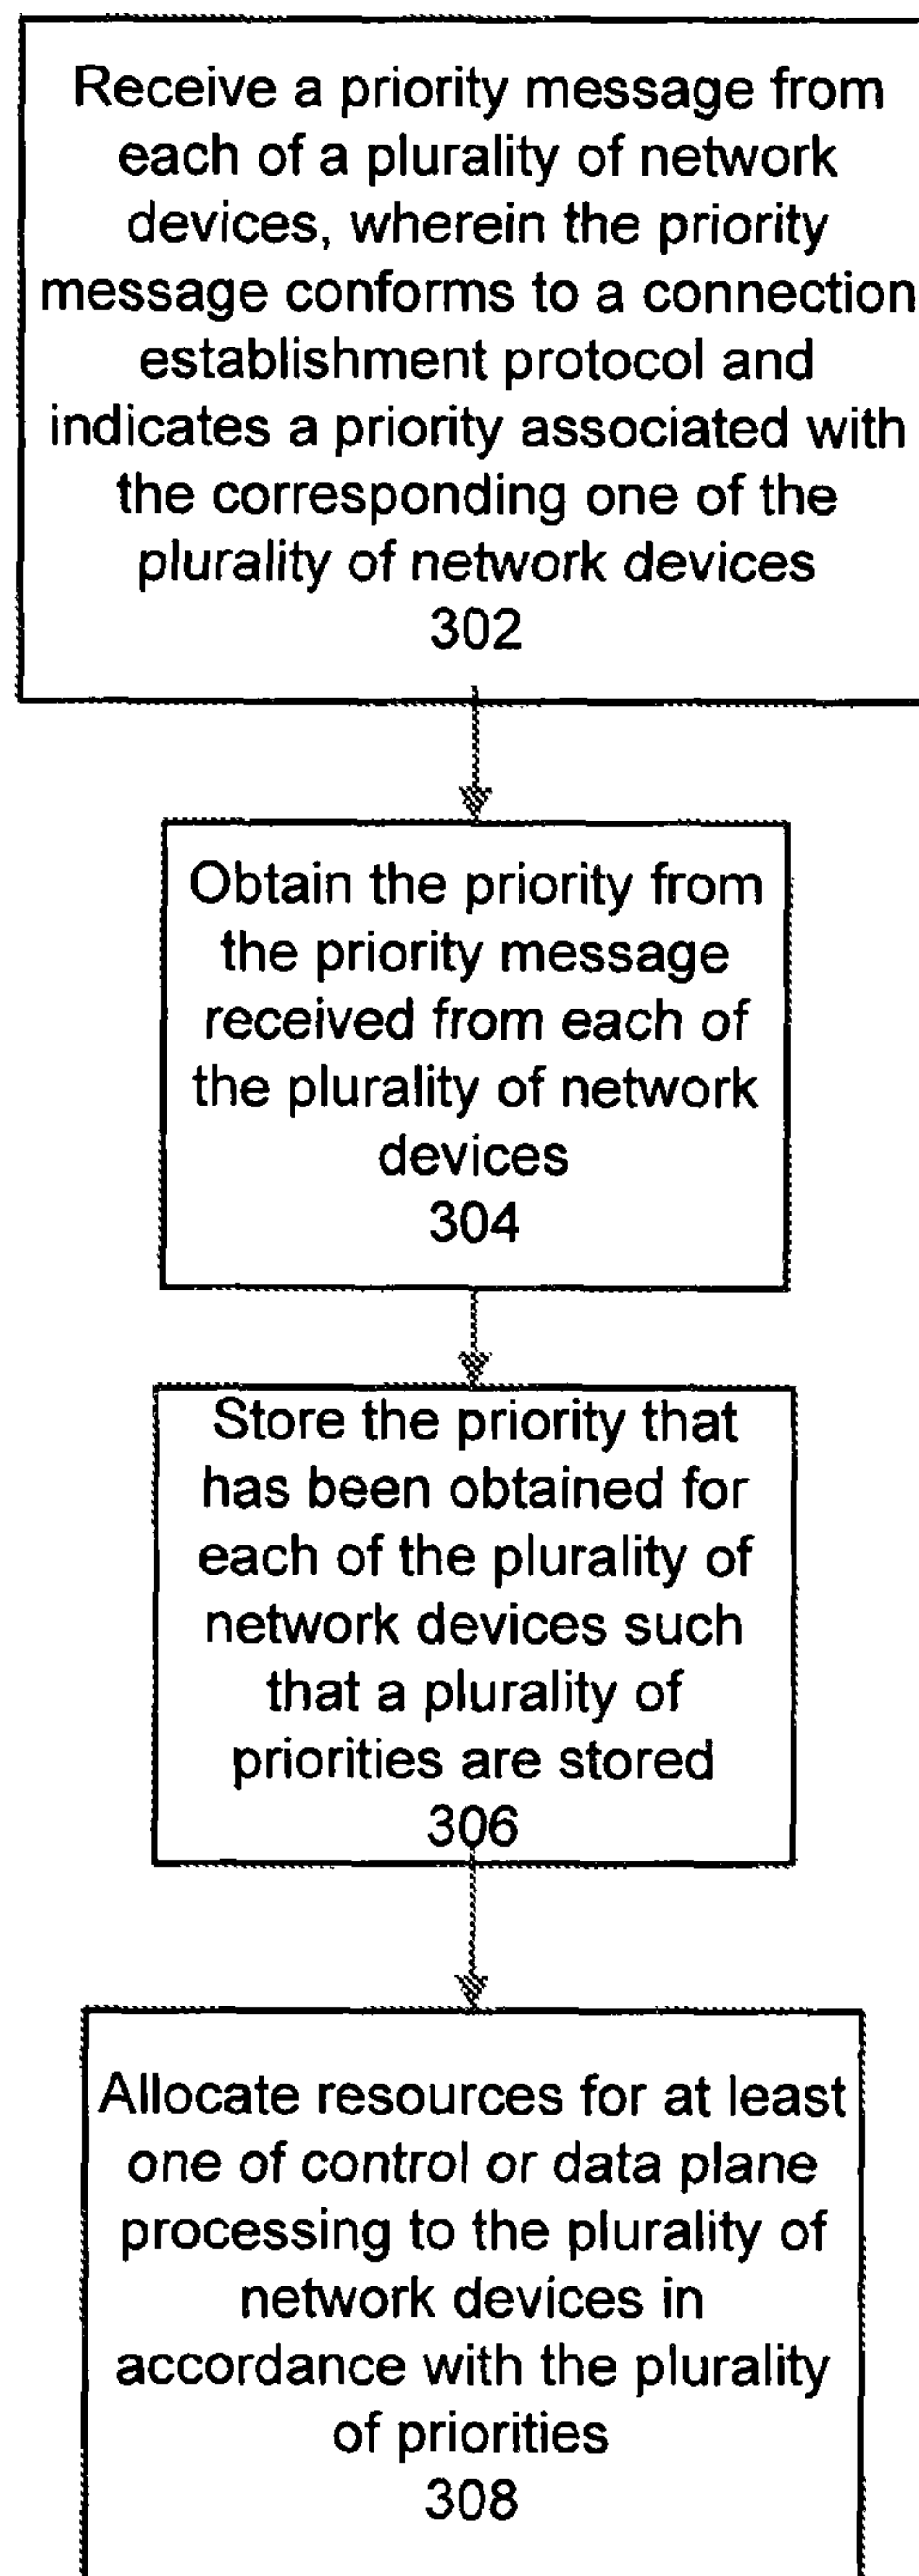 Receive a priority message from
each of a plurality of network
devices, wherein the priority
message conforms to a connection
establishment protocol and
indicates a priority associated with
the corresponding one of the
plurality of network devices
302
Obtain the priority from
the priority message
received from each of
the plurality of network
devices
304
Store the priority that
has been obtained for
each of the plurality of
network devices such
that a plurality of
priorities are stored
306
Allocate resources for at least
one of control or data plane
processing to the plurality of
network devices in
accordance with the plurality
of priorities
308